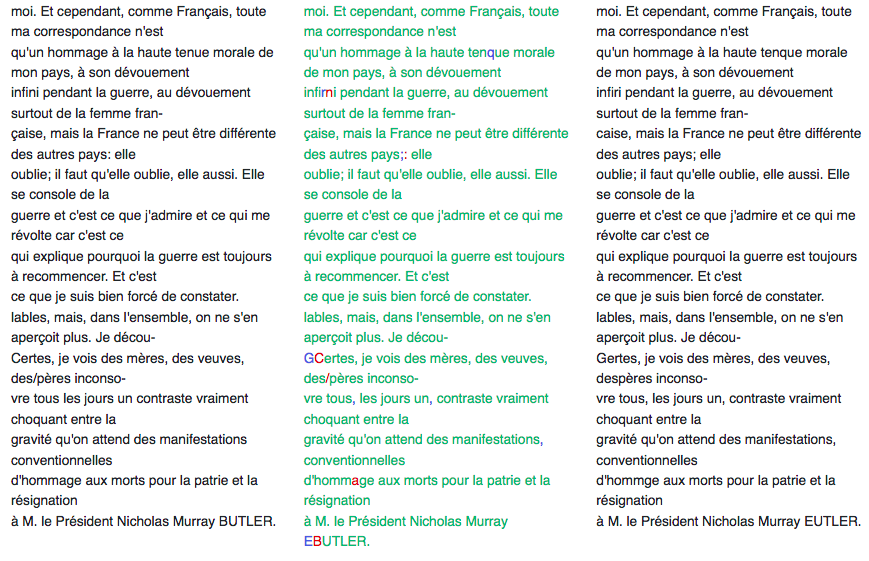 moi. Et cependant, comme Français, toute
ma correspondance n'est
qu'un hommage à la haute tenue morale de
mon pays, à son dévouement
infini pendant la guerre, au dévouement
surtout de la femme fran-
çaise, mais la France ne peut être différente
des autres pays: elle
oublie; il faut qu'elle oublie, elle aussi. Elle
se console de la
guerre et c'est ce que j'admire et ce qui me
révolte car c'est ce
qui explique pourquoi la guerre est toujours
à recommencer. Et c'est
ce que je suis bien forcé de constater.
lables, mais, dans l'ensemble, on ne s'en
aperçoit plus. Je décou-
Certes, je vois des mères, des veuves,
des/pères inconso-
vre tous les jours un contraste vraiment
choquant entre la
gravité qu'on attend des manifestations
conventionnelles
d'hommage aux morts pour la patrie et la
résignation
à M. le Président Nicholas Murray BUTLER.
moi. Et cependant, comme Français, toute
ma correspondance n'est
qu'un hommage à la haute tenque morale
de mon pays, à son dévouement
infirni pendant la guerre, au dévouement
surtout de la femme fran-
çaise, mais la France ne peut être différente
des autres pays;: elle
oublie; il faut qu'elle oublie, elle aussi. Elle
se console de la
guerre et c'est ce que j'admire et ce qui me
révolte car c'est ce
qui explique pourquoi la guerre est toujours
à recommencer. Et c'est
ce que je suis bien forcé de constater.
lables, mais, dans l'ensemble, on ne s'en
aperçoit plus. Je décou-
GCertes, je vois des mères, des veuves,
des/pères inconso-
vre tous, les jours un, contraste vraiment
choquant entre la
gravité qu'on attend des manifestations,
conventionnelles
d'hommage aux morts pour la patrie et la
résignation
à M. le Président Nicholas Murray
EBUTLER.
moi. Et cependant, comme Français, toute
ma correspondance n'est
qu'un hommage à la haute tenque morale
de mon pays, à son dévouement
infiri pendant la guerre, au dévouement
surtout de la femme fran-
caise, mais la France ne peut être différente
des autres pays; elle
oublie; il faut qu'elle oublie, elle aussi. Elle
se console de la
guerre et c'est ce que j'admire et ce qui me
révolte car c'est ce
qui explique pourquoi la guerre est toujours
à recommencer. Et c'est
ce que je suis bien forcé de constater.
lables, mais, dans l'ensemble, on ne s'en
aperçoit plus. Je décou-
Gertes, je vois des mères, des veuves,
despères inconso-
vre tous, les jours un, contraste vraiment
choquant entre la
gravité qu'on attend des manifestations,
conventionnelles
d'hommge aux morts pour la patrie et la
résignation
à M. le Président Nicholas Murray EUTLER.